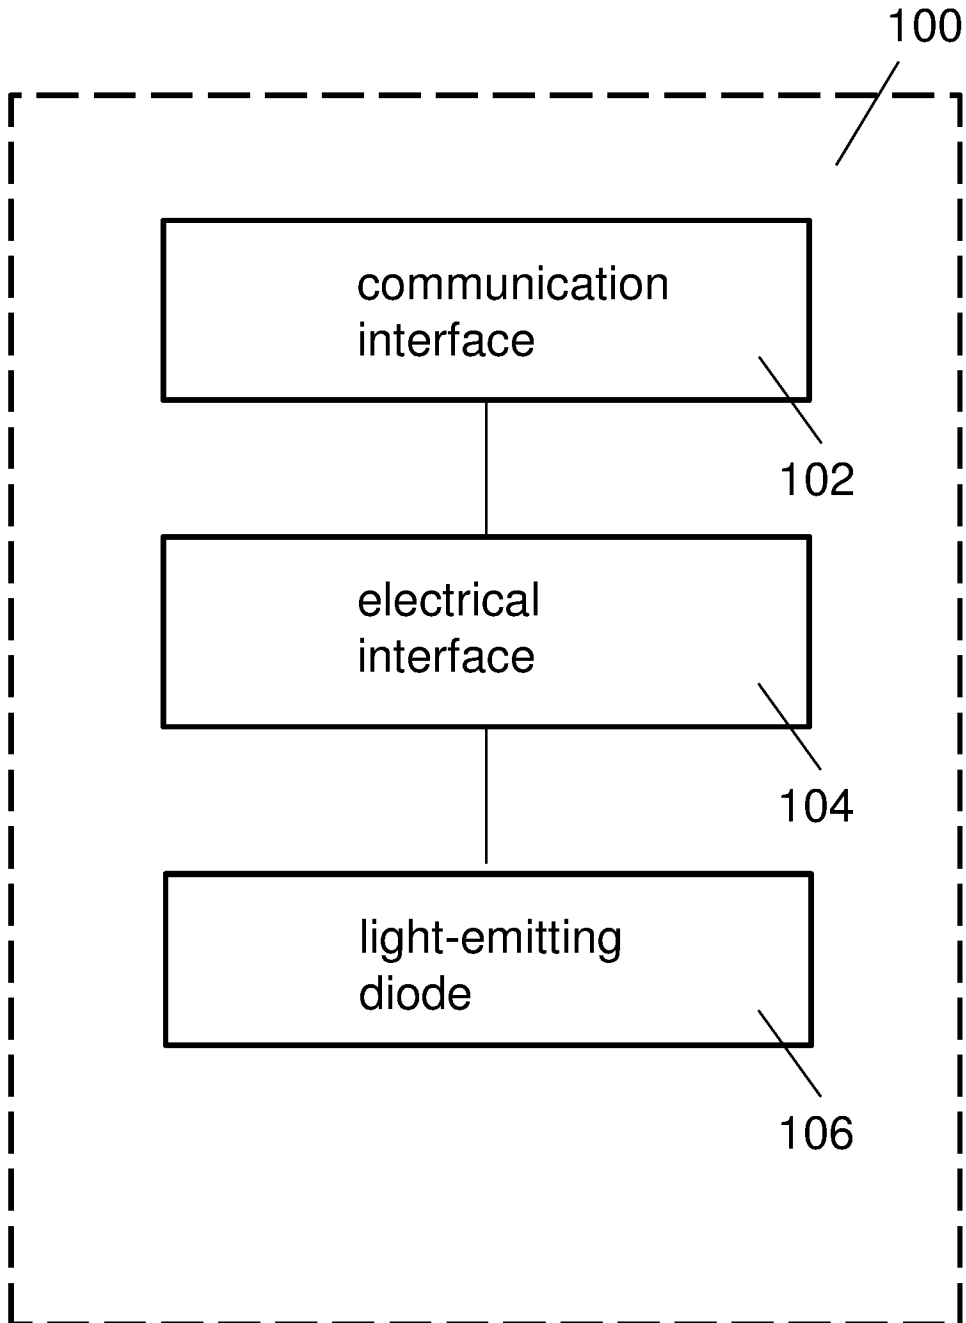 100
communication
interface
102
electrical
interface
104
light-emitting
diode
106